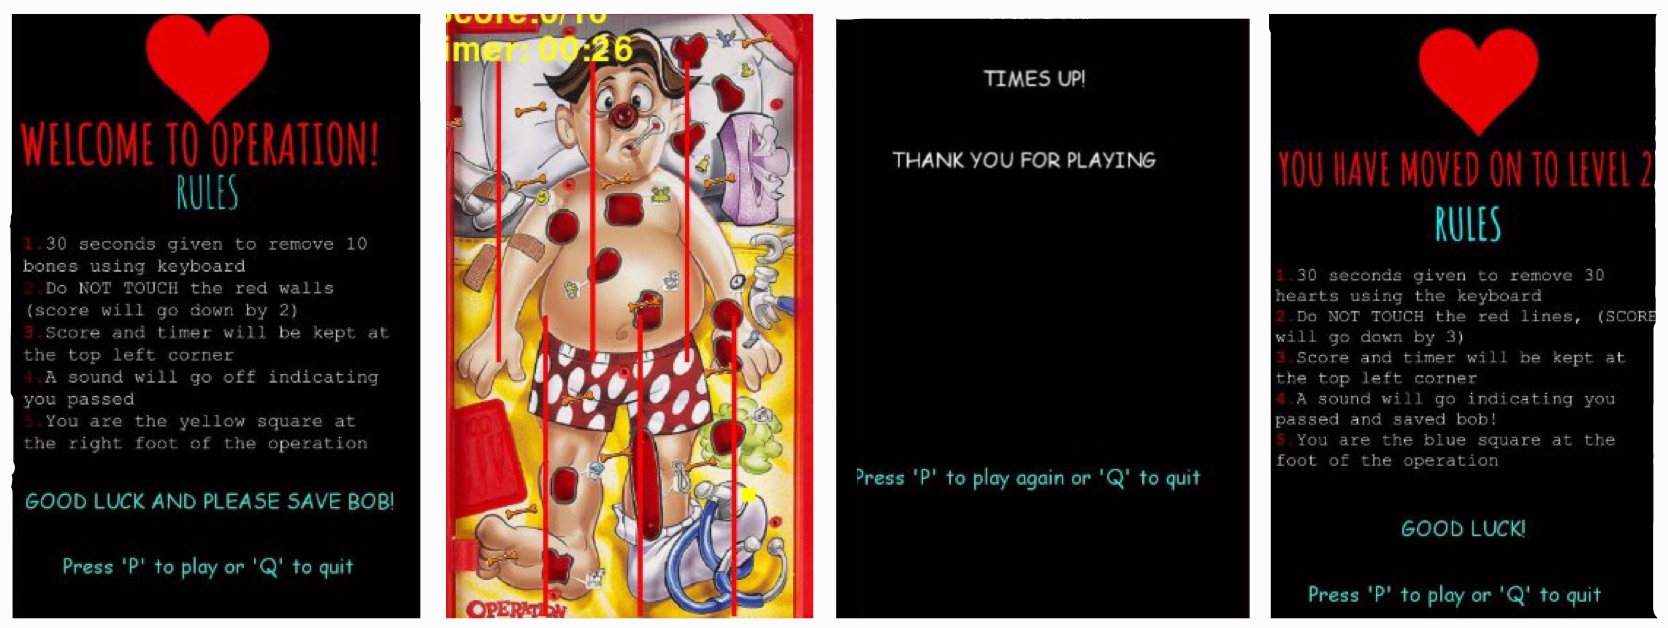 WELCOME TO OPERATION!
RULES
1.30 seconds given to remove 10
bones using keyboard
2.Do NOT TOUCH the red walls
(score will go down by 2)
3.Score and timer will be kept at
the top left corner
4.A sound will go off indicating
you passed
5.You are the yellow square at
the right foot of the operation
GOOD LUCK AND PLEASE SAVE BOB!
Press 'P' to play or 'Q' to quit
core:0/10
imer: 00:26
OPERATION
TIMES UP!
THANK YOU FOR PLAYING
Press 'P' to play again or 'Q' to quit
YOU HAVE MOVED ON TO LEVEL 2
RULES
1.30 seconds given to remove 30
hearts using the keyboard
2.Do NOT TOUCH the red lines, (SCORE
will go down by 3)
3.Score and timer will be kept at
the top left corner
4.A sound will go indicating you
passed and saved bob!
5.You are the blue square at the
foot of the operation
GOOD LUCK!
Press 'P' to play or 'Q' to quit